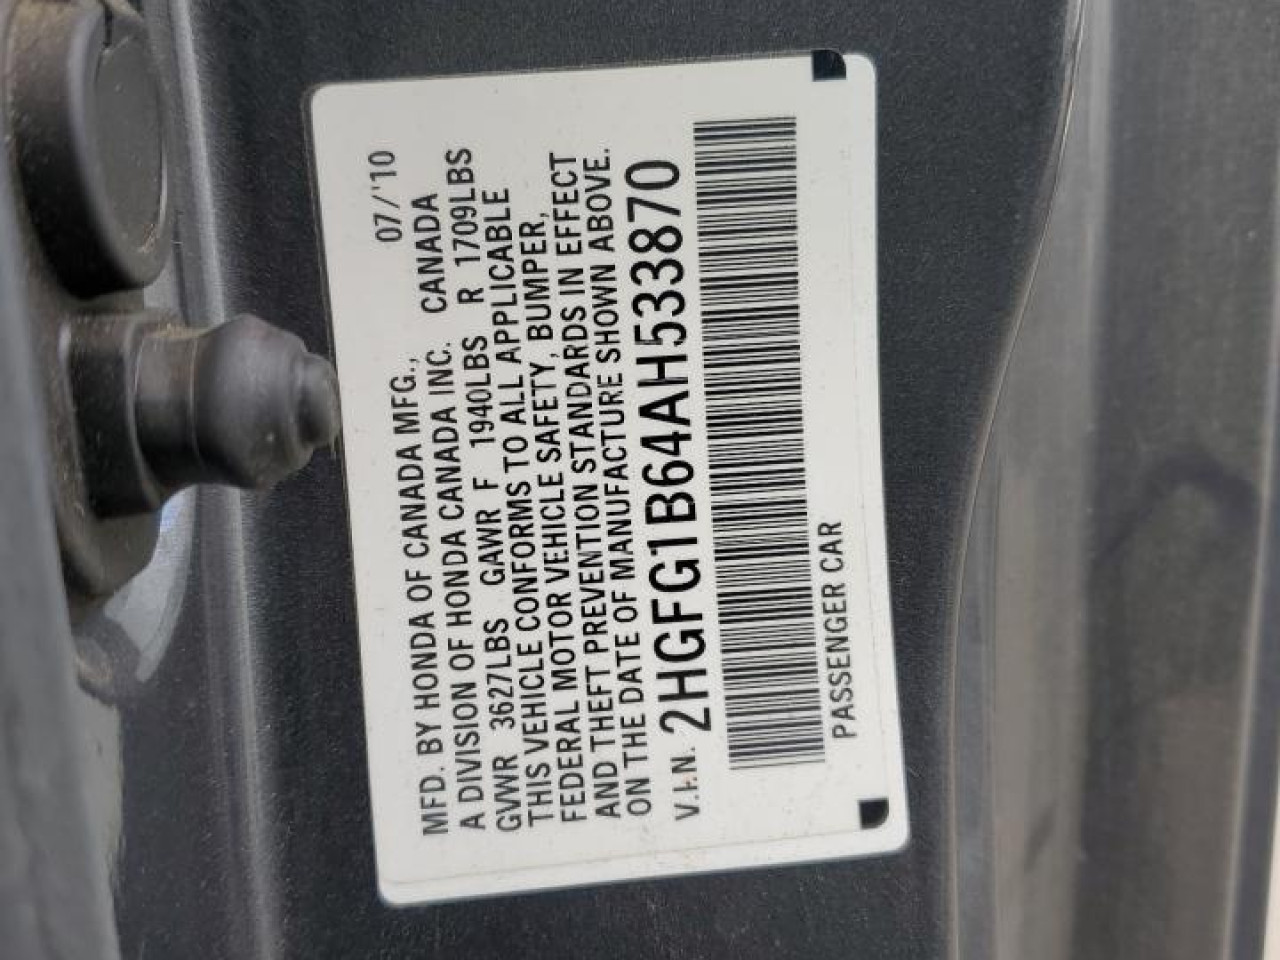 MFD. BY HONDA OF CANADA MFG., 07/'10
A DIVISION OF HONDA CANADA INC. CANADA
GVWR 3627LBS GAWR F 1940LBS R 1709LBS
THIS VEHICLE CONFORMS TO ALL APPLICABLE
FEDERAL MOTOR VEHICLE SAFETY, BUMPER,
AND THEFT PREVENTION STANDARDS IN EFFECT
ON THE DATE OF MANUFACTURE SHOWN ABOVE.
V.I.N. 2HGFG1B64AH533870
PASSENGER CAR